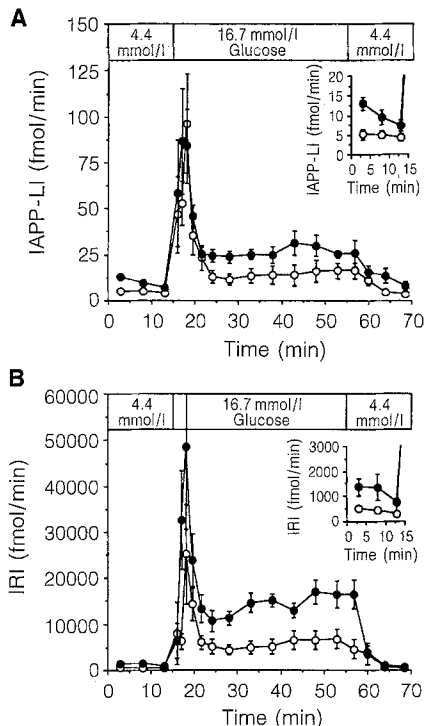 A
4.4
mmol/l
16.7 mmol/l
Glucose
4.4
mmol/l
IAPP-LI (fmol/min)
150
125
100
75
50
25
0
0 10 20 30 40 50 60 70
Time (min)
IAPP-LI (fmol/min)
20
15
10
5
0
0 5 10 15
Time (min)
B
4.4
mmol/l
16.7 mmol/l
Glucose
4.4
mmol/l
IRI (fmol/min)
60000
50000
40000
30000
20000
10000
0
0 10 20 30 40 50 60 70
Time (min)
IRI (fmol/min)
3000
2000
1000
0
0 5 10 15
Time (min)